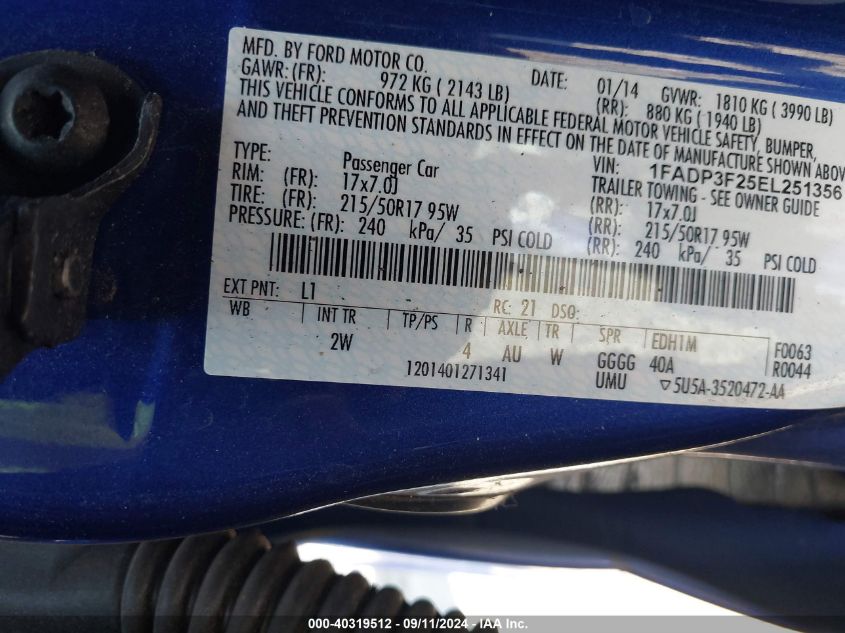 MFD. BY FORD MOTOR CO.
DATE: 01/14 GVWR: 1810 KG ( 3990 LB)
GAWR: (FR): 972 KG ( 2143 LB) (RR): 880 KG ( 1940 LB)
THIS VEHICLE CONFORMS TO ALL APPLICABLE FEDERAL MOTOR VEHICLE SAFETY, BUMPER,
AND THEFT PREVENTION STANDARDS IN EFFECT ON THE DATE OF MANUFACTURE SHOWN ABOV
VIN: 1FADP3F25EL251356
TYPE: Passenger Car TRAILER TOWING - SEE OWNER GUIDE
RIM: (FR): 17x7.0J (RR): 17x7.0J
TIRE: (FR): 215/50R17 95W (RR): 215/50R17 95W
PRESSURE: (FR): 240 kPa/ 35 PSI COLD (RR): 240 kPa/ 35 PSI COLD
EXT PNT: L1 RC: 21 DSO:
WB INT TR TP/PS R AXLE TR SPR EDH1M F0063
2W 4 AU W GGGG 40A R0044
1201401271341 UMU ▽5U5A-3520472-AA
000-40319512 - 09/11/2024 - IAA Inc.